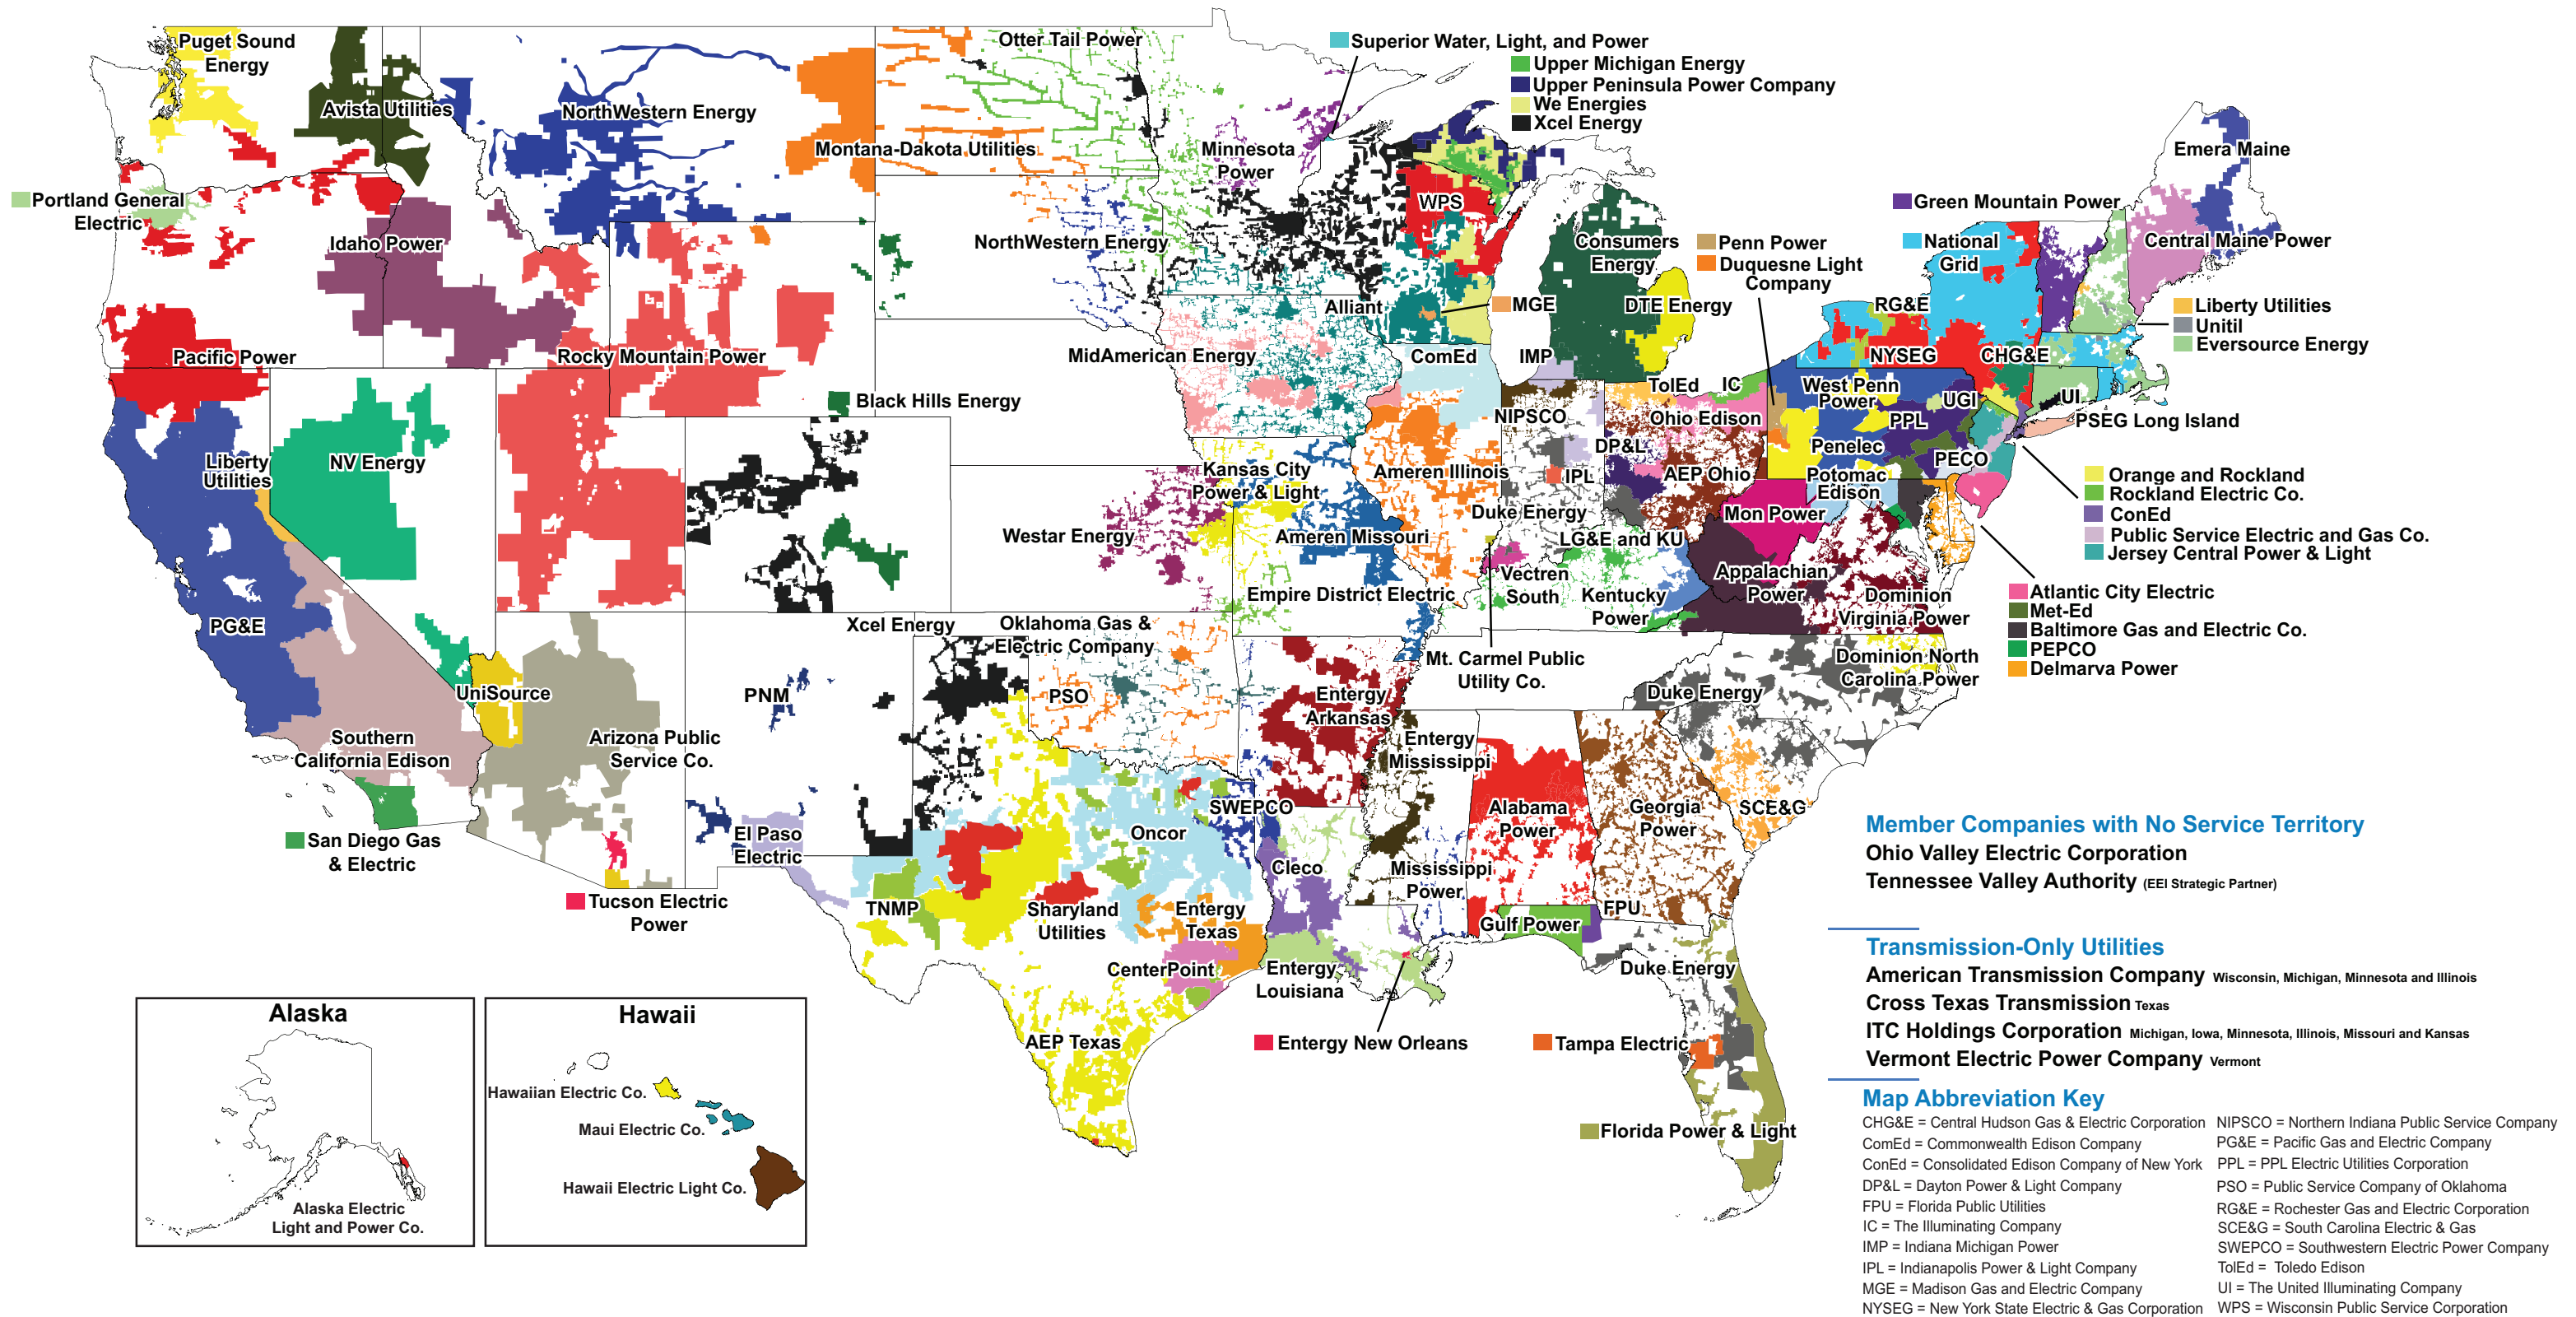 Puget Sound
Energy
Avista Utilities
NorthWestern Energy
Montana-Dakota Utilities
Otter Tail Power
Minnesota
Power
Superior Water, Light, and Power
Upper Michigan Energy
Upper Peninsula Power Company
We Energies
Xcel Energy
Portland General
Electric
Idaho Power
NorthWestern Energy
WPS
Consumers
Energy
Penn Power
Duquesne Light
Company
DTE Energy
Green Mountain Power
National
Grid
Emera Maine
Central Maine Power
RG&E
Liberty Utilities
Unitil
Eversource Energy
Alliant
MGE
Pacific Power
Rocky Mountain Power
MidAmerican Energy
ComEd
IMP
NYSEG
CHG&E
Black Hills Energy
TolEd
IC
West Penn
Power
UGI
UI
PSEG Long Island
NIPSCO
Ohio Edison
PPL
Penelec
PECO
DP&L
Liberty
Utilities
NV Energy
Kansas City
Power & Light
Ameren Illinois
IPL
AEP Ohio
Potomac
Edison
Orange and Rockland
Rockland Electric Co.
ConEd
Public Service Electric and Gas Co.
Jersey Central Power & Light
Westar Energy
Ameren Missouri
Duke Energy
LG&E and KU
Mon Power
Vectren
South
Kentucky
Power
Appalachian
Power
Dominion
Virginia Power
Atlantic City Electric
Met-Ed
Baltimore Gas and Electric Co.
PEPCO
Delmarva Power
PG&E
Empire District Electric
Xcel Energy
Oklahoma Gas &
Electric Company
Mt. Carmel Public
Utility Co.
Dominion North
Carolina Power
UniSource
PNM
PSO
Entergy
Arkansas
Duke Energy
Southern
California Edison
Arizona Public
Service Co.
Entergy
Mississippi
San Diego Gas
& Electric
El Paso
Electric
Oncor
SWEPCO
Alabama
Power
Georgia
Power
SCE&G
Tucson Electric
Power
TNMP
Sharyland
Utilities
Entergy
Texas
Cleco
Mississippi
Power
Gulf Power
FPU
CenterPoint
Entergy
Louisiana
Duke Energy
AEP Texas
Entergy New Orleans
Tampa Electric
Florida Power & Light
Alaska
Alaska Electric
Light and Power Co.
Hawaii
Hawaiian Electric Co.
Maui Electric Co.
Hawaii Electric Light Co.
Member Companies with No Service Territory
Ohio Valley Electric Corporation
Tennessee Valley Authority (EEI Strategic Partner)
Transmission-Only Utilities
American Transmission Company Wisconsin, Michigan, Minnesota and Illinois
Cross Texas Transmission Texas
ITC Holdings Corporation Michigan, Iowa, Minnesota, Illinois, Missouri and Kansas
Vermont Electric Power Company Vermont
Map Abbreviation Key
CHG&E = Central Hudson Gas & Electric Corporation
ComEd = Commonwealth Edison Company
ConEd = Consolidated Edison Company of New York
DP&L = Dayton Power & Light Company
FPU = Florida Public Utilities
IC = The Illuminating Company
IMP = Indiana Michigan Power
IPL = Indianapolis Power & Light Company
MGE = Madison Gas and Electric Company
NYSEG = New York State Electric & Gas Corporation
NIPSCO = Northern Indiana Public Service Company
PG&E = Pacific Gas and Electric Company
PPL = PPL Electric Utilities Corporation
PSO = Public Service Company of Oklahoma
RG&E = Rochester Gas and Electric Corporation
SCE&G = South Carolina Electric & Gas
SWEPCO = Southwestern Electric Power Company
TolEd = Toledo Edison
UI = The United Illuminating Company
WPS = Wisconsin Public Service Corporation